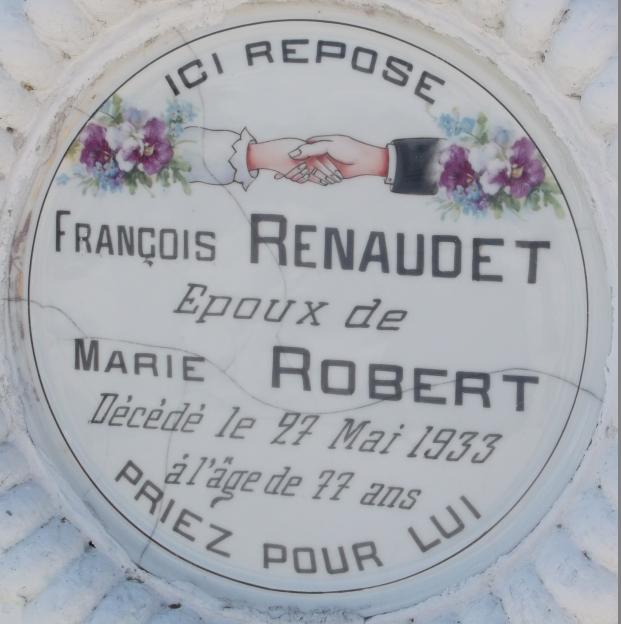 ICI REPOSE
FRANÇOIS RENAUDET
Epoux de
MARIE ROBERT
Décédé le 27 Mai 1933
á l'äge de 77 ans
PRIEZ POUR LUI